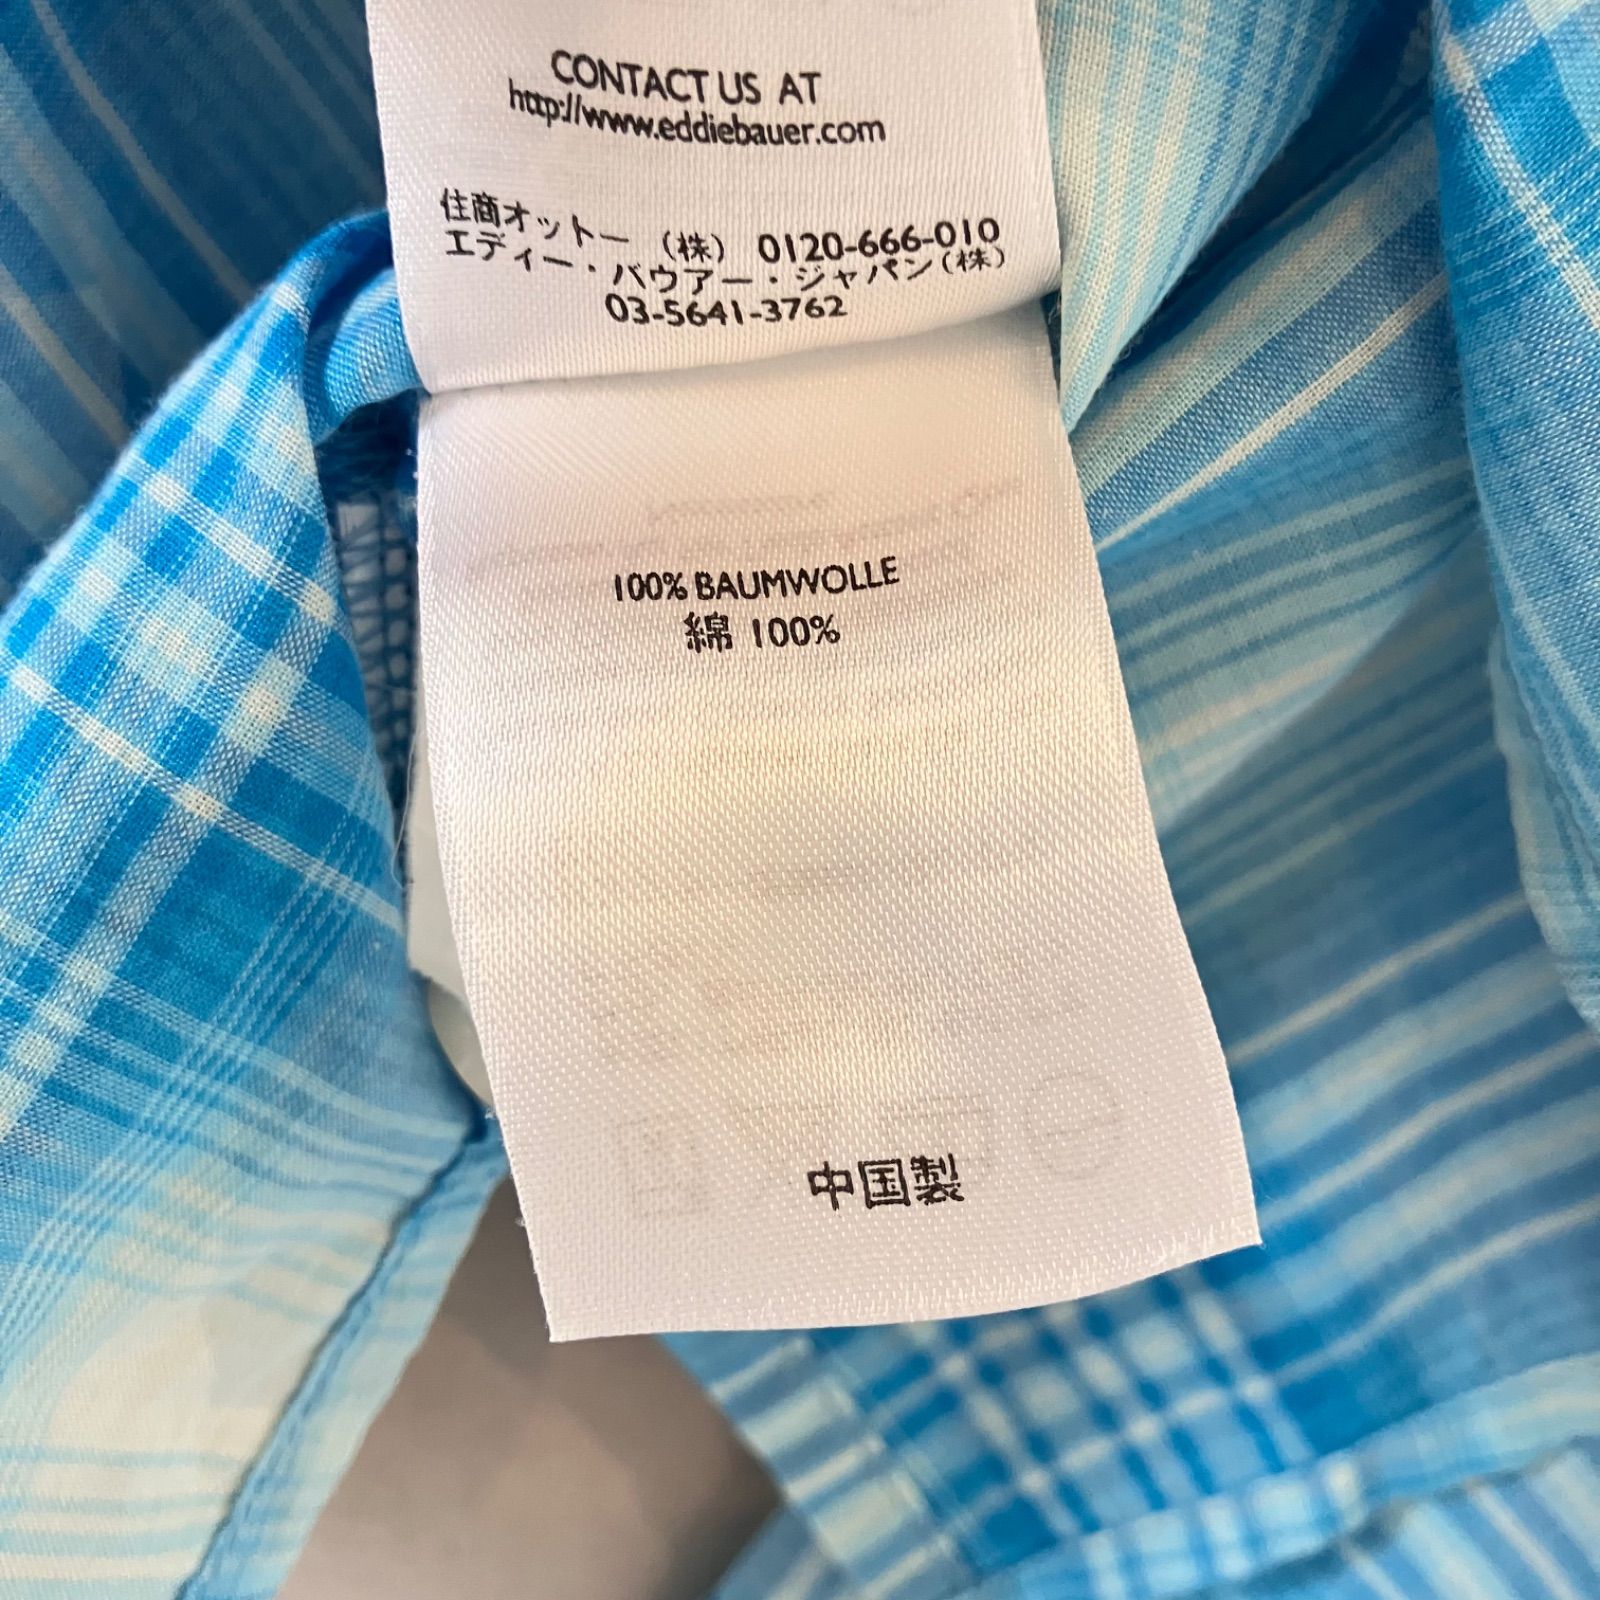 CONTACT US AT
http://www.eddiebauer.com
住商オットー (株) 0120-666-010
エディー・バウアー・ジャパン(株)
03-5641-3762
100% BAUMWOLLE
綿 100%
中国製